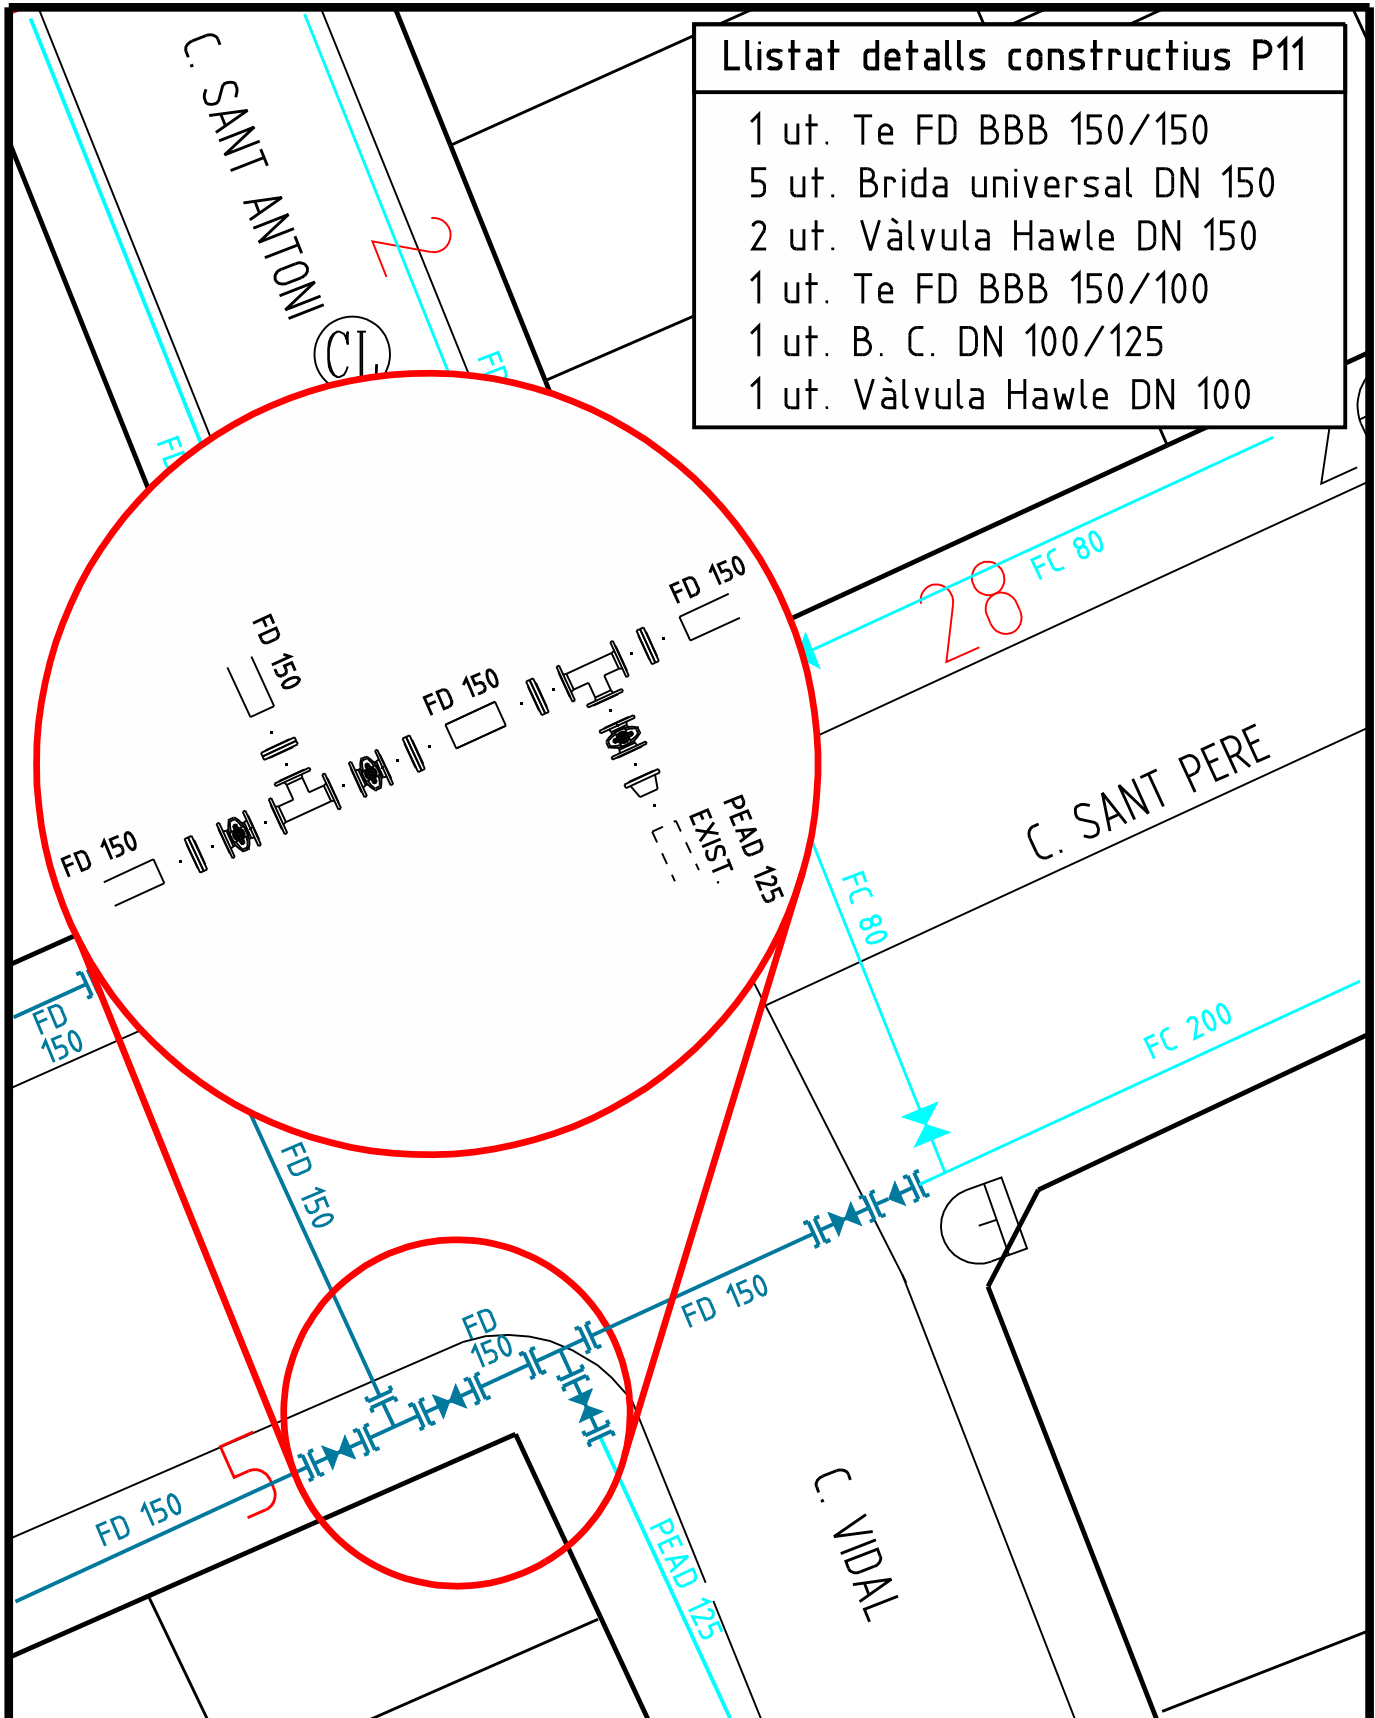 Llistat detalls constructius P11
1 ut. Te FD BBB 150/150
5 ut. Brida universal DN 150
2 ut. Vàlvula Hawle DN 150
1 ut. Te FD BBB 150/100
1 ut. B. C. DN 100/125
1 ut. Vàlvula Hawle DN 100
C. SANT ANTONI
2
CL
FD
FD
FC 80
28
FD 150
FD 150
FD 150
FD 150
PEAD 125
EXIST.
C. SANT PERE
FC 80
FD
150
FC 200
FD 150
FD 150
FD
150
5
FD 150
PEAD 125
C. VIDAL